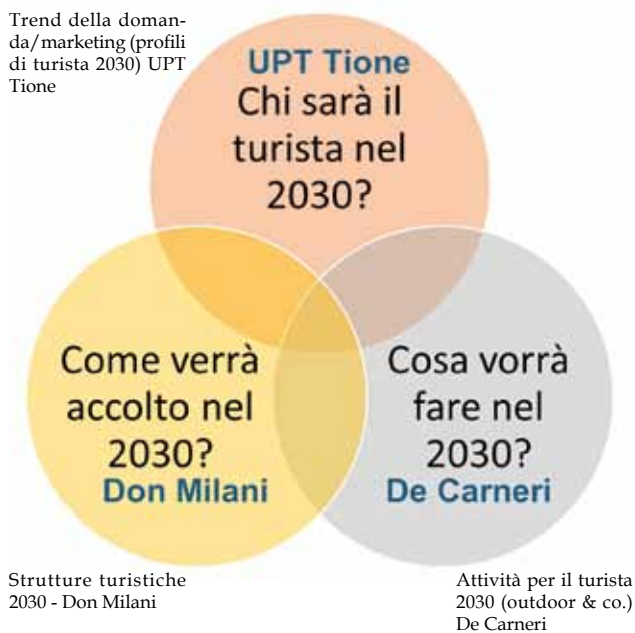 Trend della doman-
da/marketing (profili
di turista 2030) UPT
Tione
UPT Tione
Chi sarà il
turista nel
2030?
Come verrà
accolto nel
2030?
Don Milani
Cosa vorrà
fare nel
2030?
De Carneri
Strutture turistiche
2030 - Don Milani
Attività per il turista
2030 (outdoor & co.)
De Carneri